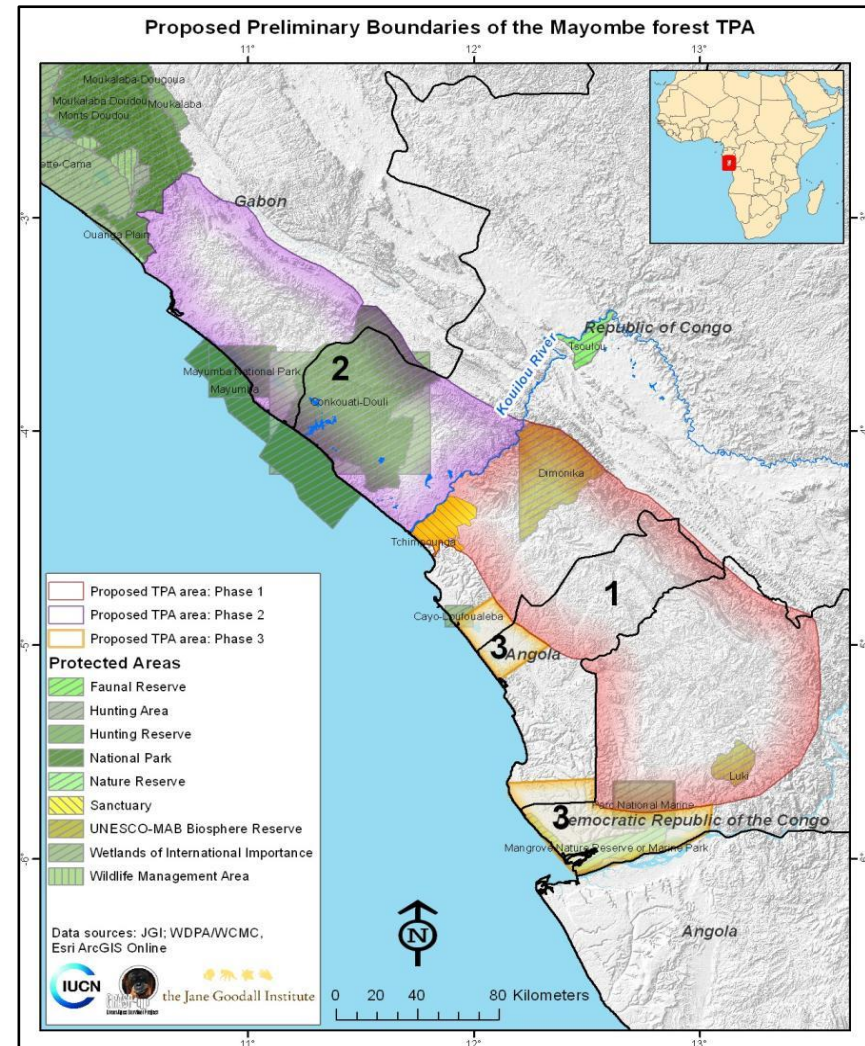 Proposed Preliminary Boundaries of the Mayombe forest TPA
11° 12° 13°
Moukalaba-Dougoua
Moukalaba Doudou
Moukalaba
Monts Doudou
ette-Cama
Gabon
Ouanga Plain
-3°
-3°
Republic of Congo
Tsoulou
Kouilou River
2
Mayumba National Park
Mayumba
Conkouati-Douli
-4°
-4°
Dimonika
Tchimpounga
1
Cayo-Loufoualeba
-5°
3
Angola
Luki
Parc National Marine
3
Democratic Republic of the Congo
Mangrove Nature Reserve or Marine Park
Angola
Proposed TPA area: Phase 1
Proposed TPA area: Phase 2
Proposed TPA area: Phase 3
Protected Areas
Faunal Reserve
Hunting Area
Hunting Reserve
National Park
Nature Reserve
Sanctuary
UNESCO-MAB Biosphere Reserve
Wetlands of International Importance
Wildlife Management Area
Data sources: JGI; WDPA/WCMC,
Esri ArcGIS Online
IUCN
the Jane Goodall Institute
N
0 20 40 80 Kilometers
11° 12° 13°